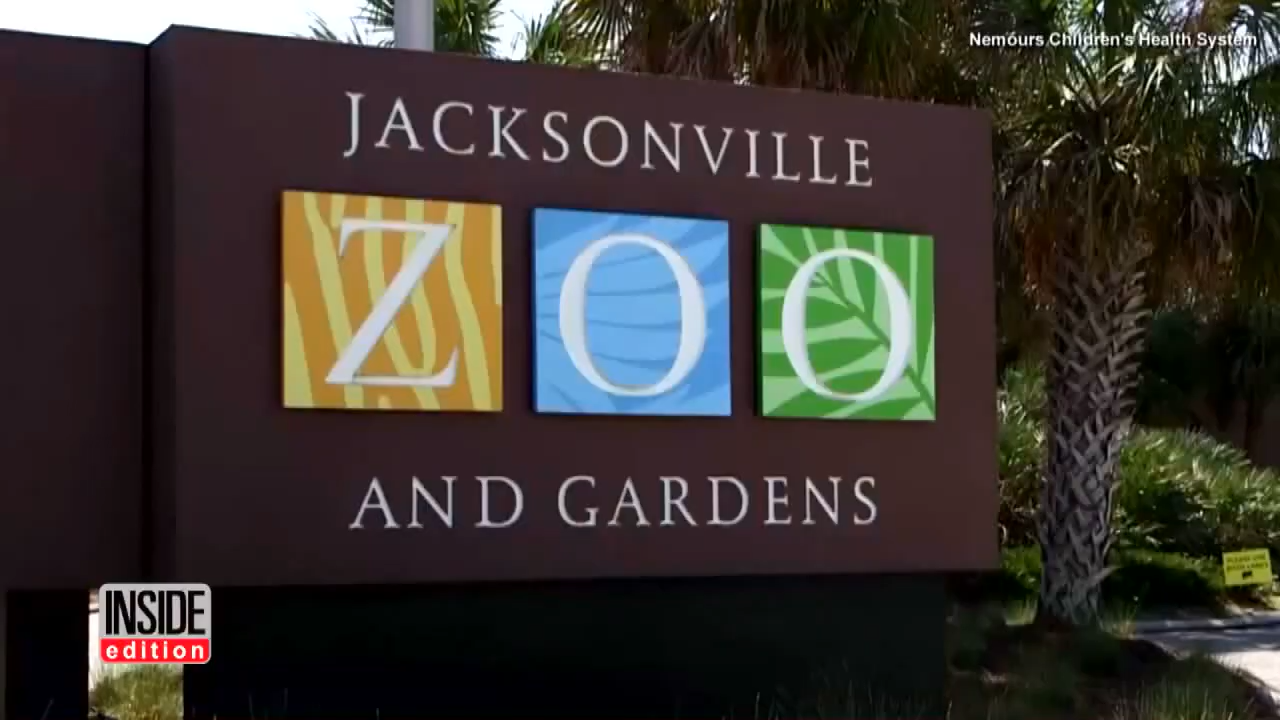 Nemours Children's Health System
JACKSONVILLE
ZOO
AND GARDENS
INSIDE
edition